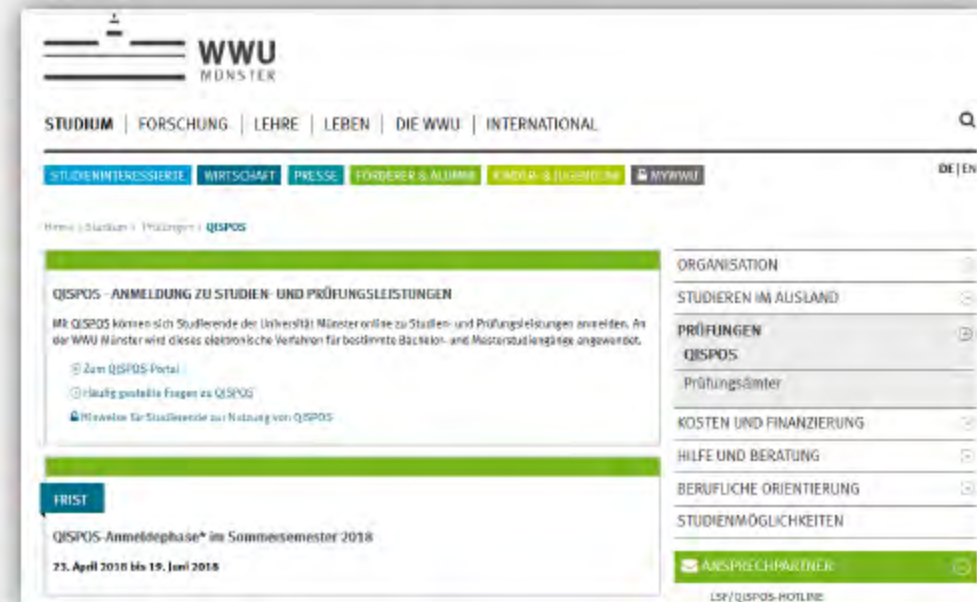 WWU
MÜNSTER
STUDIUM | FORSCHUNG | LEHRE | LEBEN | DIE WWU | INTERNATIONAL
STUDIENINTERESSIERTE WIRTSCHAFT PRESSE FÖRDERER & ALUMNI KINDER- & JUGENDUNI MYWWU
DE | EN
Home > Studium > Prüfungen > QISPOS
QISPOS - ANMELDUNG ZU STUDIEN- UND PRÜFUNGSLEISTUNGEN
Mit QISPOS können sich Studierende der Universität Münster online zu Studien- und Prüfungsleistungen anmelden. An
der WWU Münster wird dieses elektronische Verfahren für bestimmte Bachelor- und Masterstudiengänge angewendet.
Zum QISPOS-Portal
Häufig gestellte Fragen zu QISPOS
Hinweise für Studierende zur Nutzung von QISPOS
FRIST
QISPOS-Anmeldephase* im Sommersemester 2018
23. April 2018 bis 19. Juni 2018
ORGANISATION
STUDIEREN IM AUSLAND
PRÜFUNGEN
QISPOS
Prüfungsämter
KOSTEN UND FINANZIERUNG
HILFE UND BERATUNG
BERUFLICHE ORIENTIERUNG
STUDIENMÖGLICHKEITEN
ANSPRECHPARTNER
LSF/QISPOS-HOTLINE